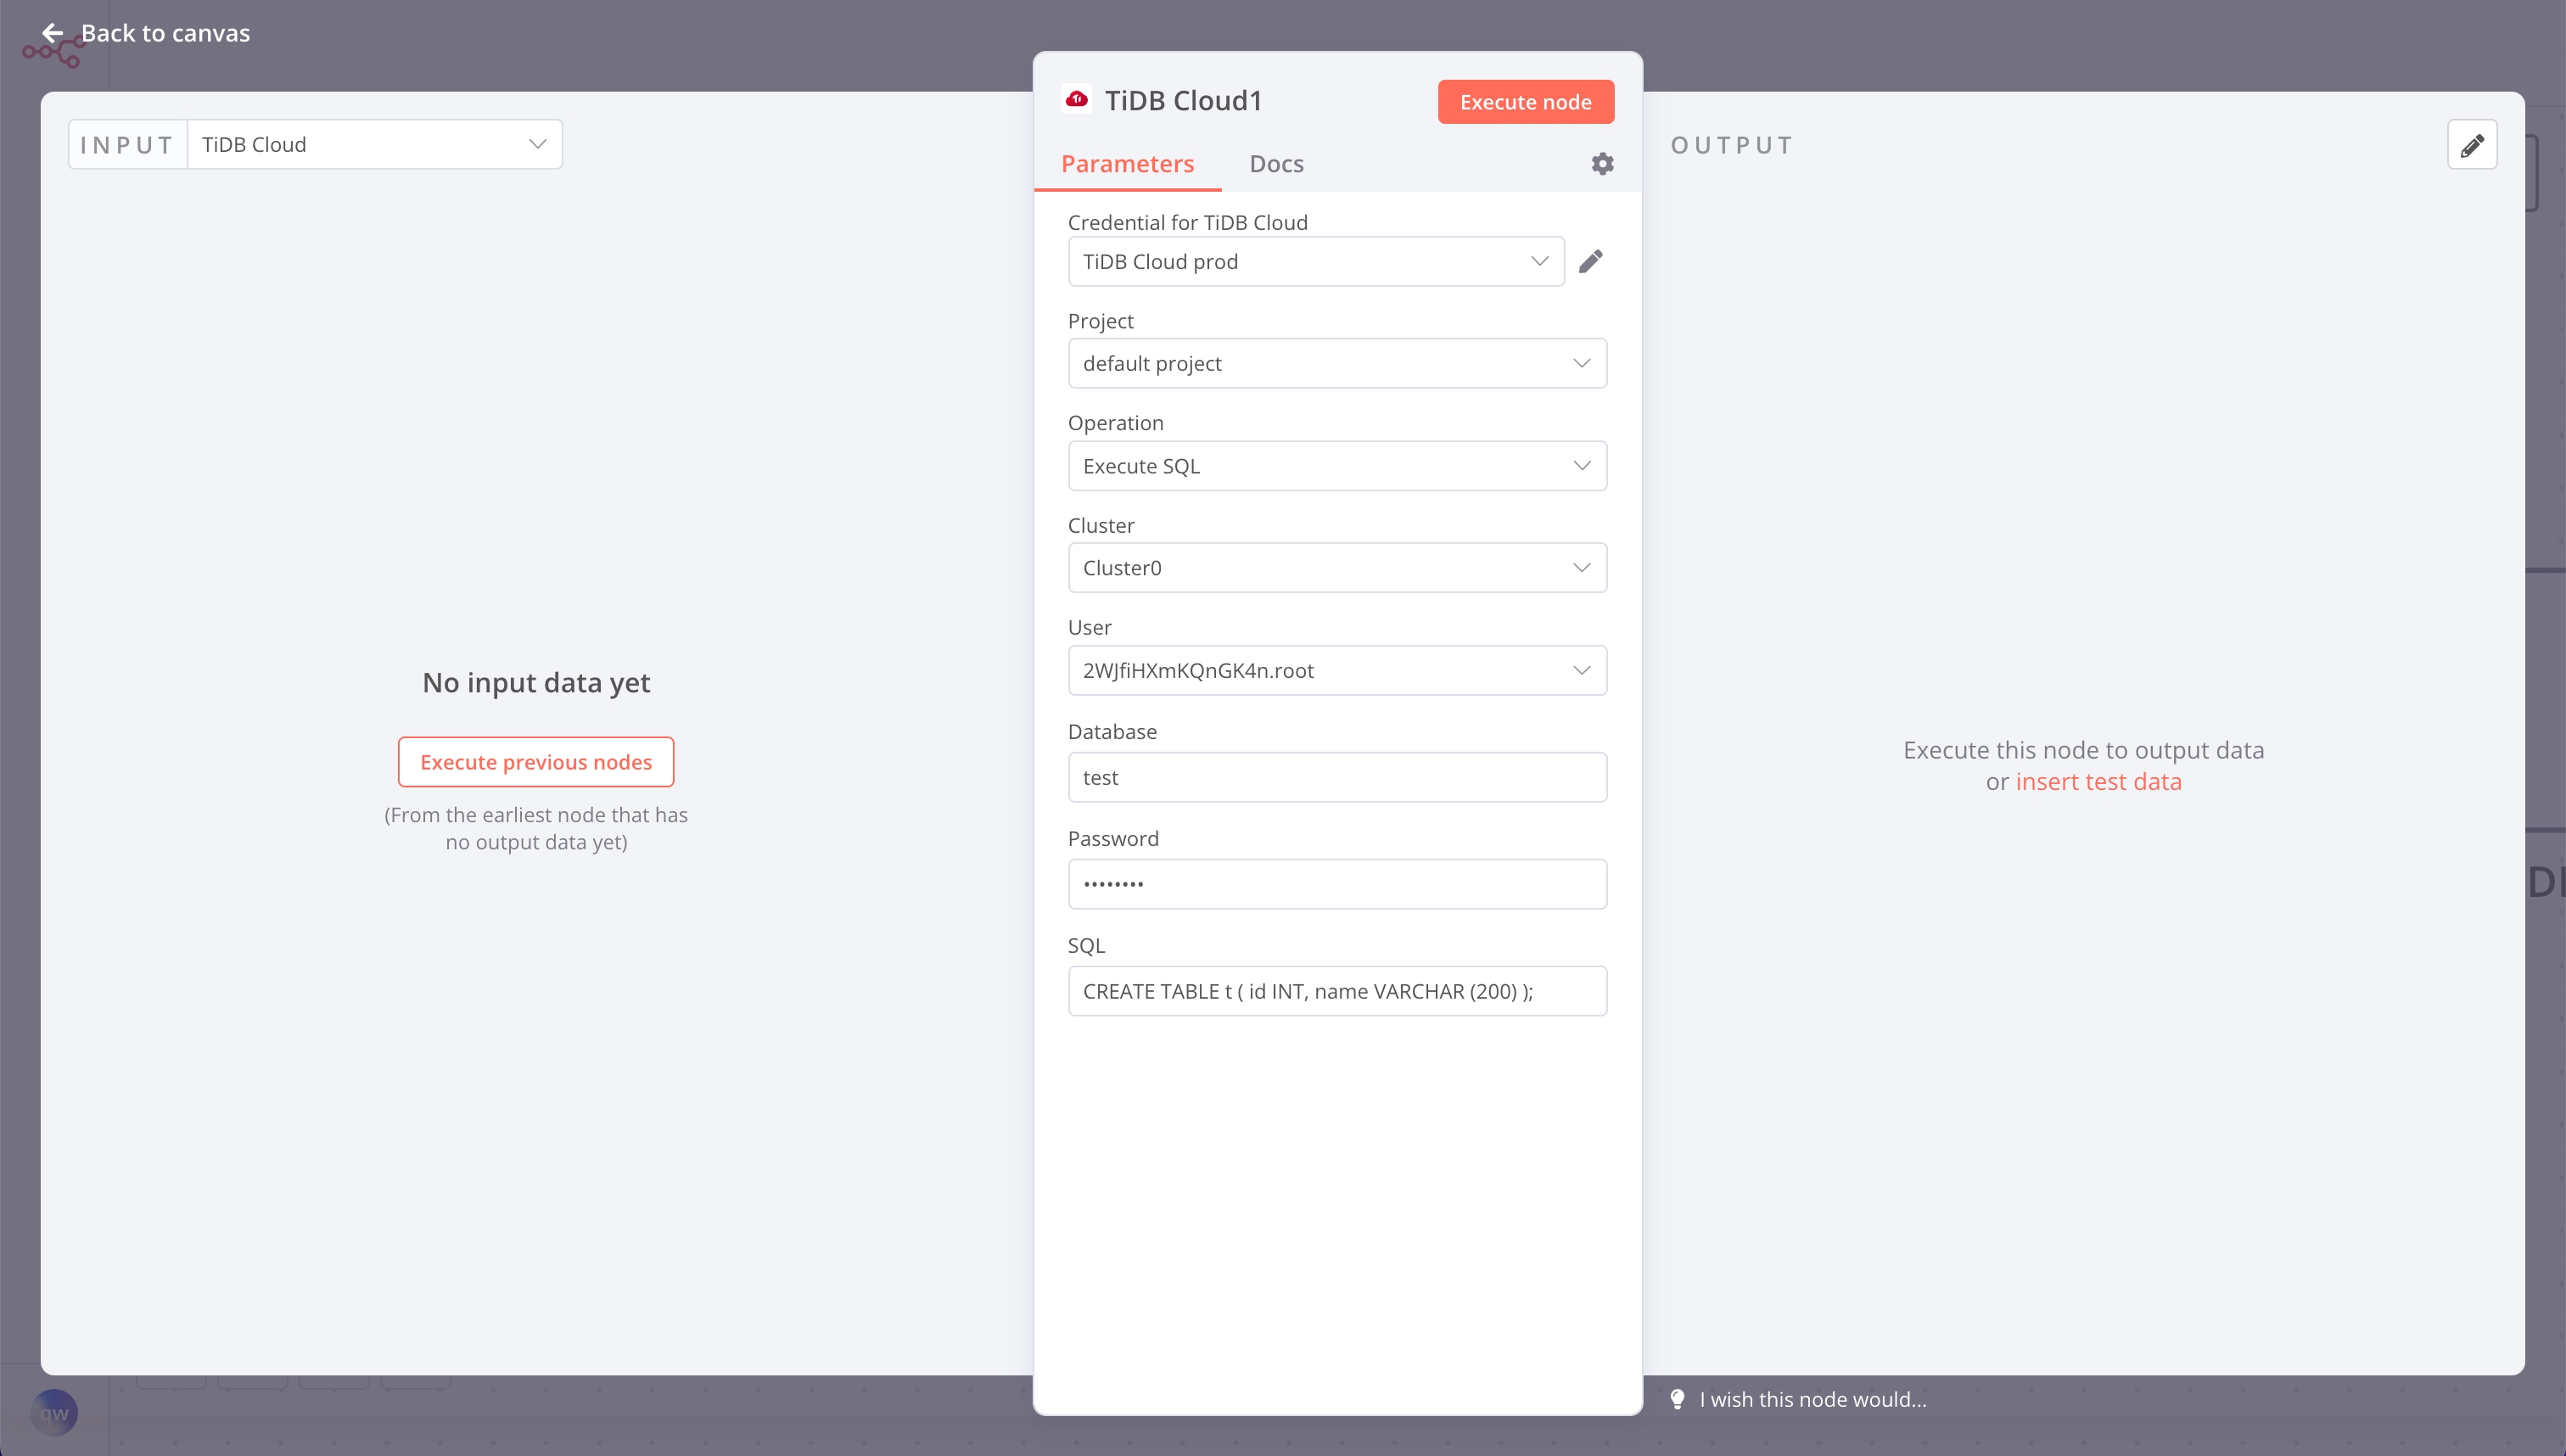 Back to canvas
INPUT
TiDB Cloud
No input data yet
Execute previous nodes
(From the earliest node that has
no output data yet)
TiDB Cloud1
Execute node
Parameters
Docs
Credential for TiDB Cloud
TiDB Cloud prod
Project
default project
Operation
Execute SQL
Cluster
Cluster0
User
2WJfiHXmKQnGK4n.root
Database
test
Password
••••••••
SQL
CREATE TABLE t ( id INT, name VARCHAR (200) );
OUTPUT
Execute this node to output data
or insert test data
I wish this node would...
qw